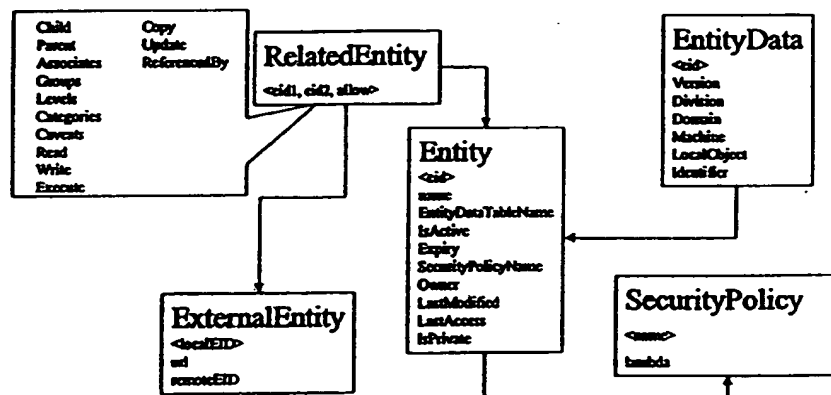 Child Copy
Parent Update
Associates ReferencedBy
Groups
Levels
Categories
Caveats
Read
Write
Execute
RelatedEntity
<eid1, eid2, allow>
EntityData
<eid>
Version
Division
Domain
Machine
LocalObject
Identifier
Entity
<eid>
name
EntityDataTableName
IsActive
Expiry
SecurityPolicyName
Owner
LastModified
LastAccess
IsPrivate
ExternalEntity
<localEID>
url
remoteEID
SecurityPolicy
<name>
lambda